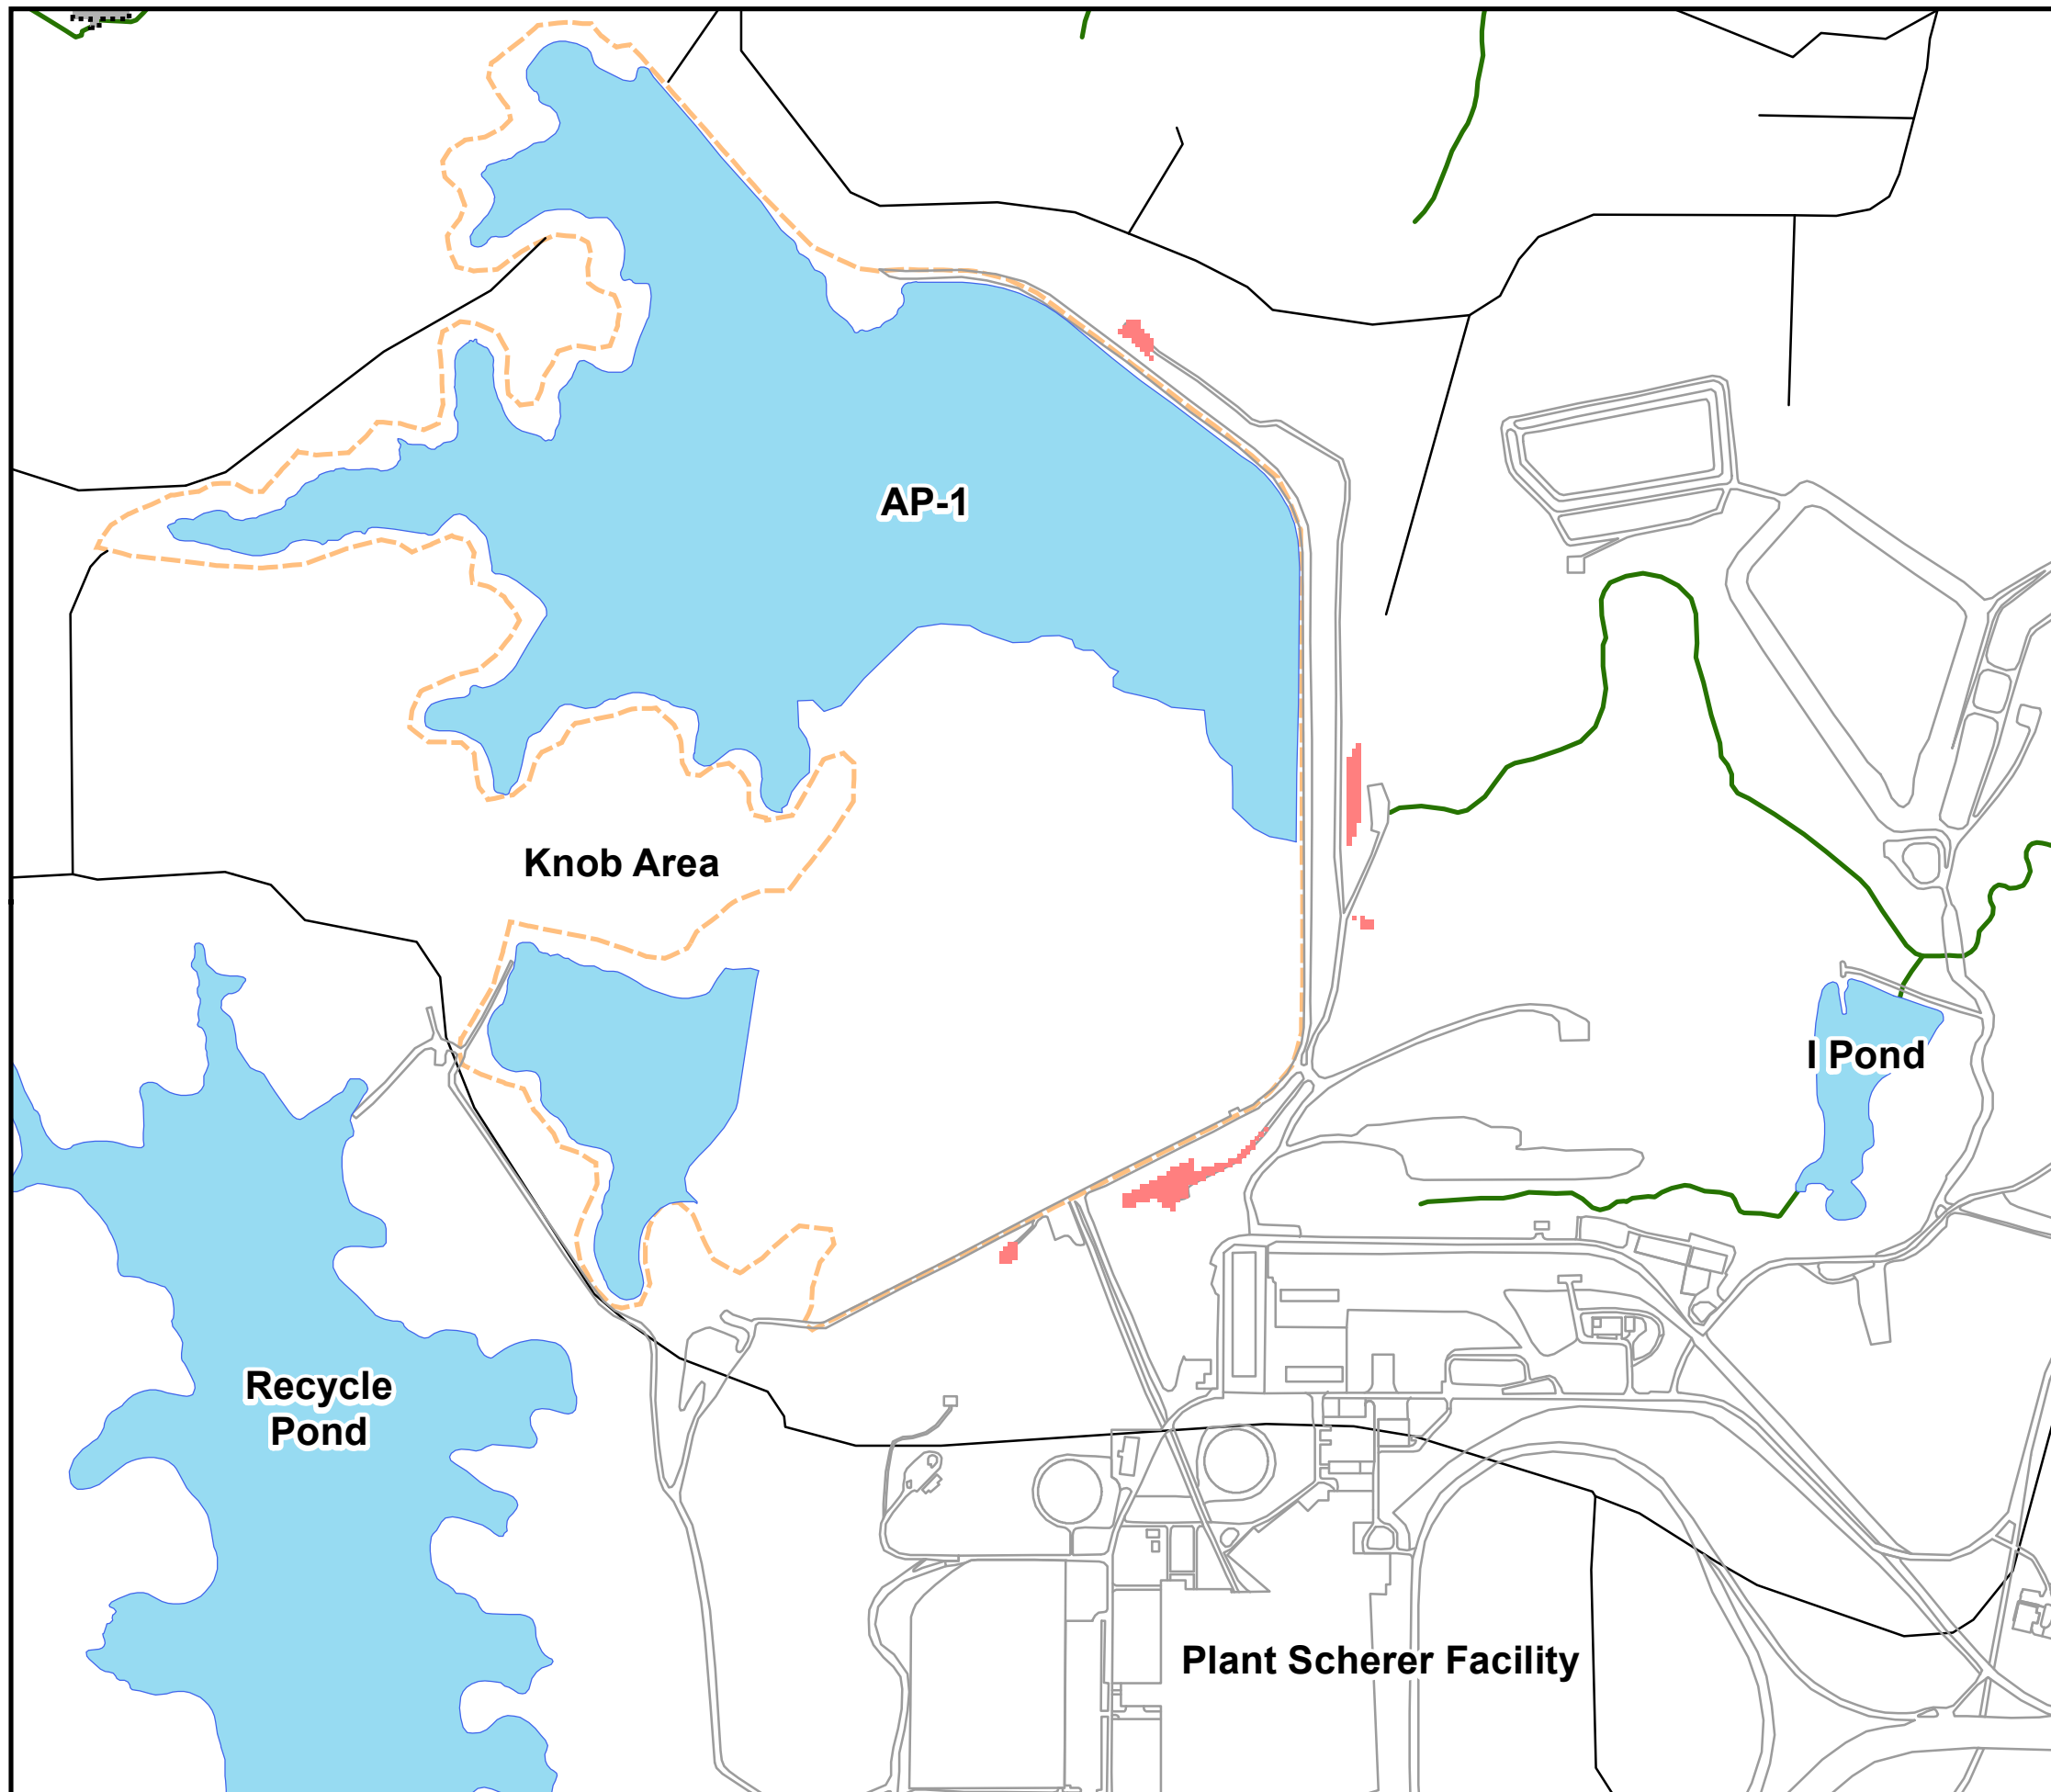 AP-1
Knob Area
I Pond
Recycle
Pond
Plant Scherer Facility